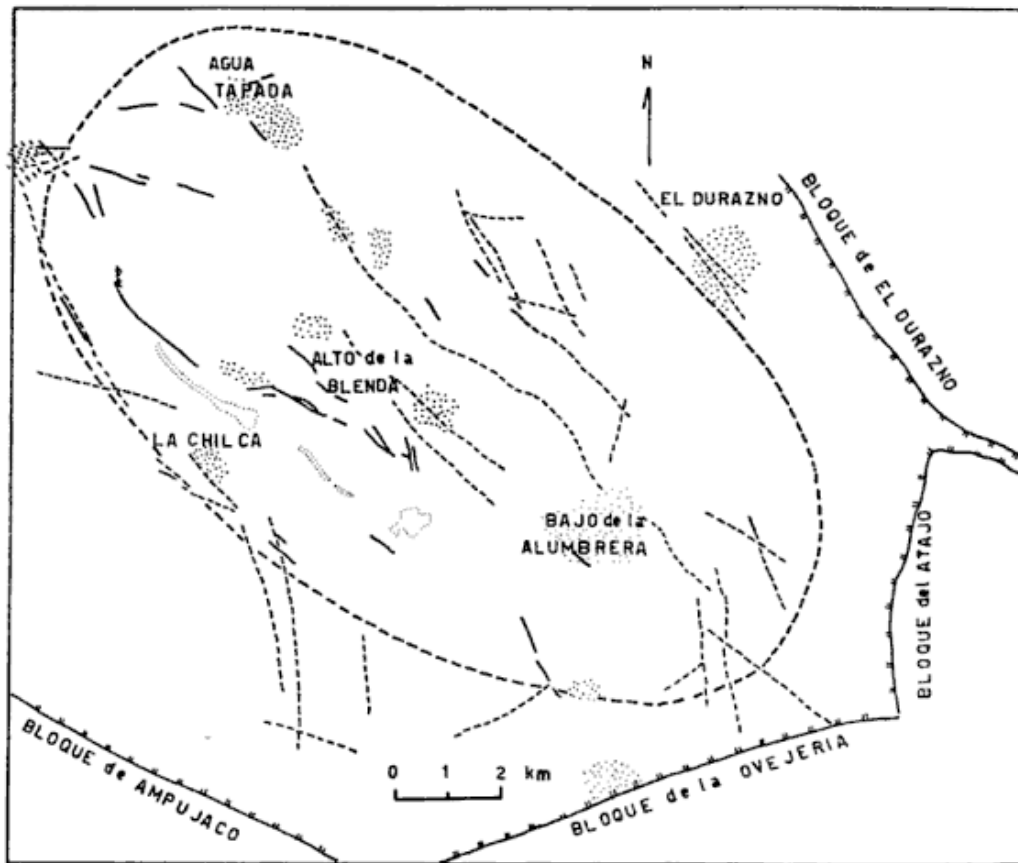 AGUA
TAPADA
N
EL DURAZNO
BLOQUE de EL DURAZNO
ALTO de la
BLENDA
LA CHILCA
BAJO de la
ALUMBRERA
BLOQUE del ATAJO
0 1 2 km
BLOQUE de AMPUJACO
BLOQUE de la OVEJERIA